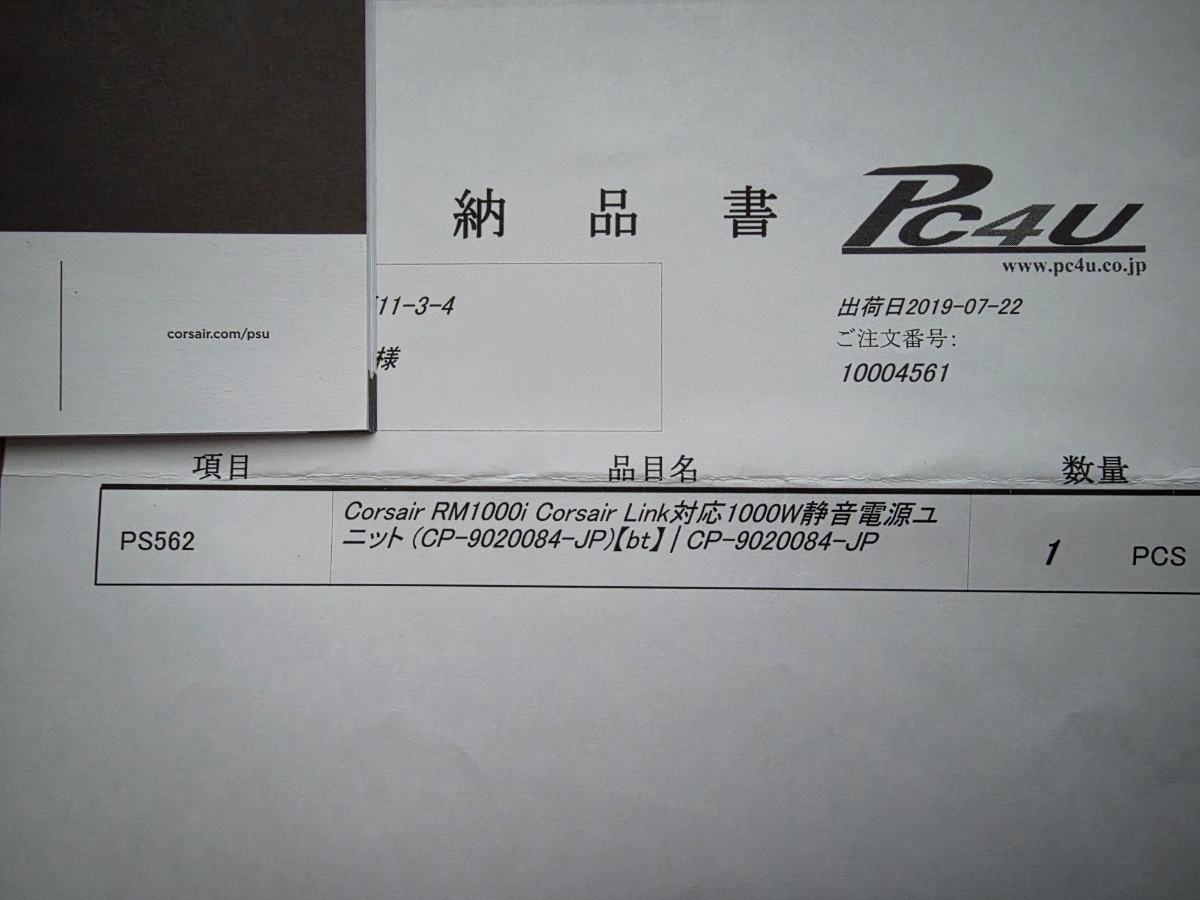 納品書
PC4U
www.pc4u.co.jp
11-3-4
様
出荷日2019-07-22
ご注文番号:
10004561
corsair.com/psu
項目 品目名 数量
PS562
Corsair RM1000i Corsair Link対応1000W静音電源ユ
ニット (CP-9020084-JP)【bt】 | CP-9020084-JP
1 PCS